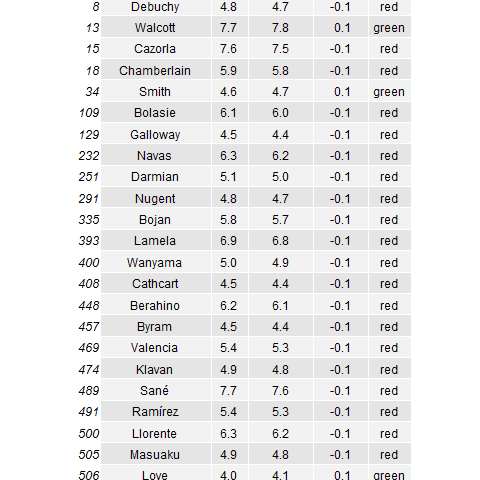 8 Debuchy 4.8 4.7 -0.1 red
13 Walcott 7.7 7.8 0.1 green
15 Cazorla 7.6 7.5 -0.1 red
18 Chamberlain 5.9 5.8 -0.1 red
34 Smith 4.6 4.7 0.1 green
109 Bolasie 6.1 6.0 -0.1 red
129 Galloway 4.5 4.4 -0.1 red
232 Navas 6.3 6.2 -0.1 red
251 Darmian 5.1 5.0 -0.1 red
291 Nugent 4.8 4.7 -0.1 red
335 Bojan 5.8 5.7 -0.1 red
393 Lamela 6.9 6.8 -0.1 red
400 Wanyama 5.0 4.9 -0.1 red
408 Cathcart 4.5 4.4 -0.1 red
448 Berahino 6.2 6.1 -0.1 red
457 Byram 4.5 4.4 -0.1 red
469 Valencia 5.4 5.3 -0.1 red
474 Klavan 4.9 4.8 -0.1 red
489 Sané 7.7 7.6 -0.1 red
491 Ramírez 5.4 5.3 -0.1 red
500 Llorente 6.3 6.2 -0.1 red
505 Masuaku 4.9 4.8 -0.1 red
506 Love 4.0 4.1 0.1 green